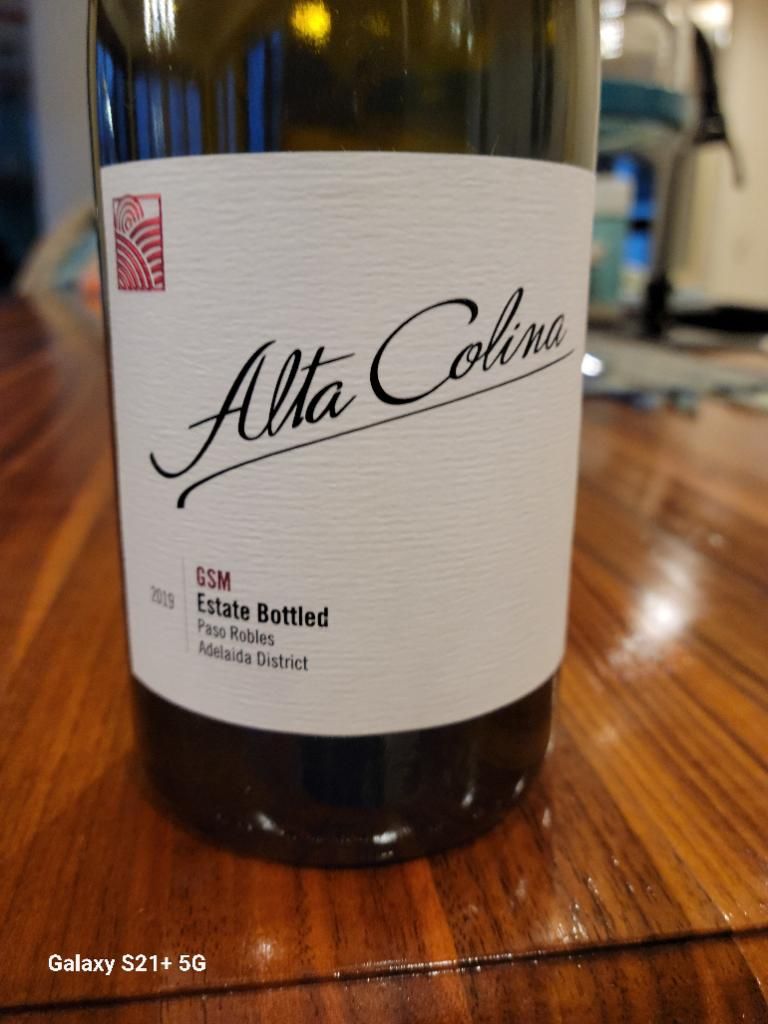 Alta Colina
GSM
2019
Estate Bottled
Paso Robles
Adelaida District
Galaxy S21+ 5G